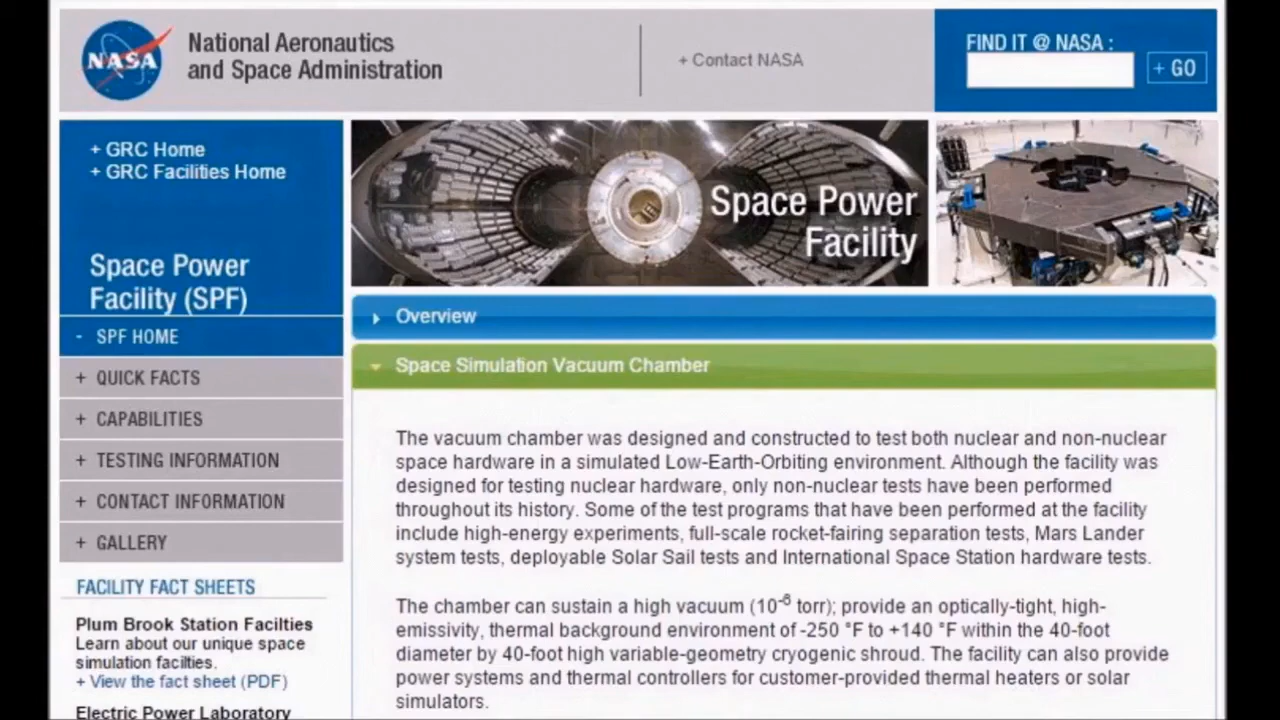 NASA
National Aeronautics
and Space Administration
+ Contact NASA
FIND IT @ NASA :
+ GO
+ GRC Home
+ GRC Facilities Home
Space Power
Facility (SPF)
- SPF HOME
+ QUICK FACTS
+ CAPABILITIES
+ TESTING INFORMATION
+ CONTACT INFORMATION
+ GALLERY
FACILITY FACT SHEETS
Plum Brook Station Facilties
Learn about our unique space
simulation facilties.
+ View the fact sheet (PDF)
Electric Power Laboratory
Space Power
Facility
Overview
Space Simulation Vacuum Chamber
The vacuum chamber was designed and constructed to test both nuclear and non-nuclear
space hardware in a simulated Low-Earth-Orbiting environment. Although the facility was
designed for testing nuclear hardware, only non-nuclear tests have been performed
throughout its history. Some of the test programs that have been performed at the facility
include high-energy experiments, full-scale rocket-fairing separation tests, Mars Lander
system tests, deployable Solar Sail tests and International Space Station hardware tests.
The chamber can sustain a high vacuum (10⁻⁶ torr); provide an optically-tight, high-
emissivity, thermal background environment of -250 °F to +140 °F within the 40-foot
diameter by 40-foot high variable-geometry cryogenic shroud. The facility can also provide
power systems and thermal controllers for customer-provided thermal heaters or solar
simulators.